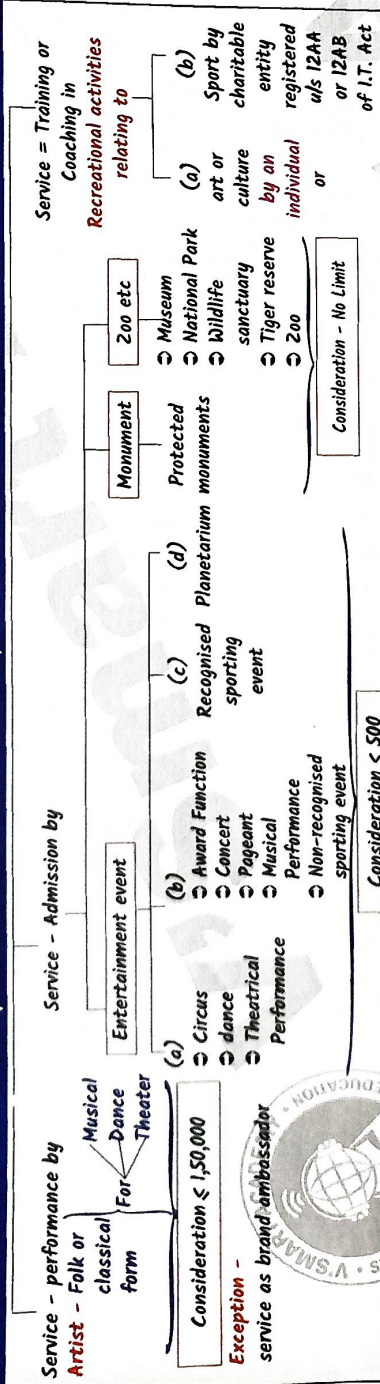 Service - performance by
Artist - Folk or
classical
form
For
Musical
Dance
Theater
Consideration ≤ 1,50,000
Exception -
service as brand ambassador
Service - Admission by
Entertainment event
(a)
➲ Circus
➲ dance
➲ Theatrical
Performance
(b)
➲ Award Function
➲ Concert
➲ Pageant
➲ Musical
Performance
➲ Non-recognised
sporting event
(c)
Recognised
sporting
event
(d)
Planetarium
Consideration ≤ 500
Monument
Protected
monuments
Zoo etc
➲ Museum
➲ National Park
➲ Wildlife
sanctuary
➲ Tiger reserve
➲ Zoo
Consideration - No Limit
Service = Training or
Coaching in
Recreational activities
relating to
(a)
art or
culture
by an
individual
or
(b)
Sport by
charitable
entity
registered
u/s 12AA
or 12AB
of I.T. Act
V'SMART ACADEMY
EDUCATION